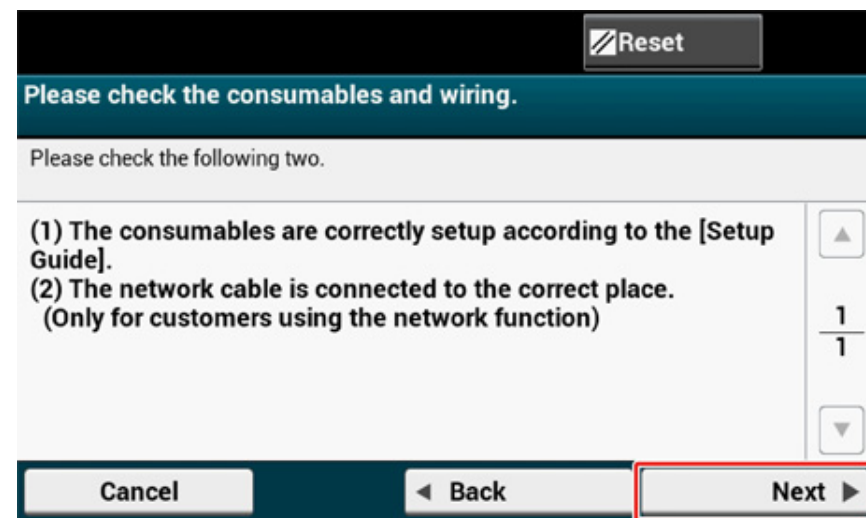 Reset
Please check the consumables and wiring.
Please check the following two.
(1) The consumables are correctly setup according to the [Setup
Guide].
(2) The network cable is connected to the correct place.
(Only for customers using the network function)
1
1
Cancel
Back
Next